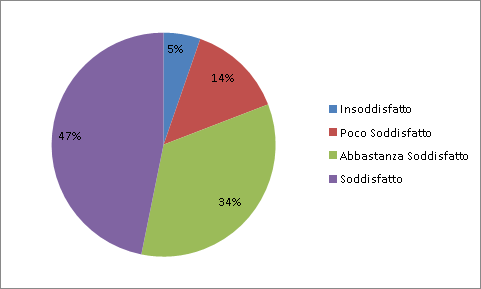 5%
14%
34%
47%
Insoddisfatto
Poco Soddisfatto
Abbastanza Soddisfatto
Soddisfatto